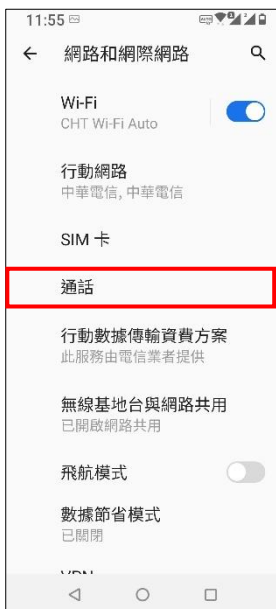 11:55
網路和網際網路
Wi-Fi
CHT Wi-Fi Auto
行動網路
中華電信, 中華電信
SIM 卡
通話
行動數據傳輸資費方案
此服務由電信業者提供
無線基地台與網路共用
已開啟網路共用
飛航模式
數據節省模式
已關閉
VPN